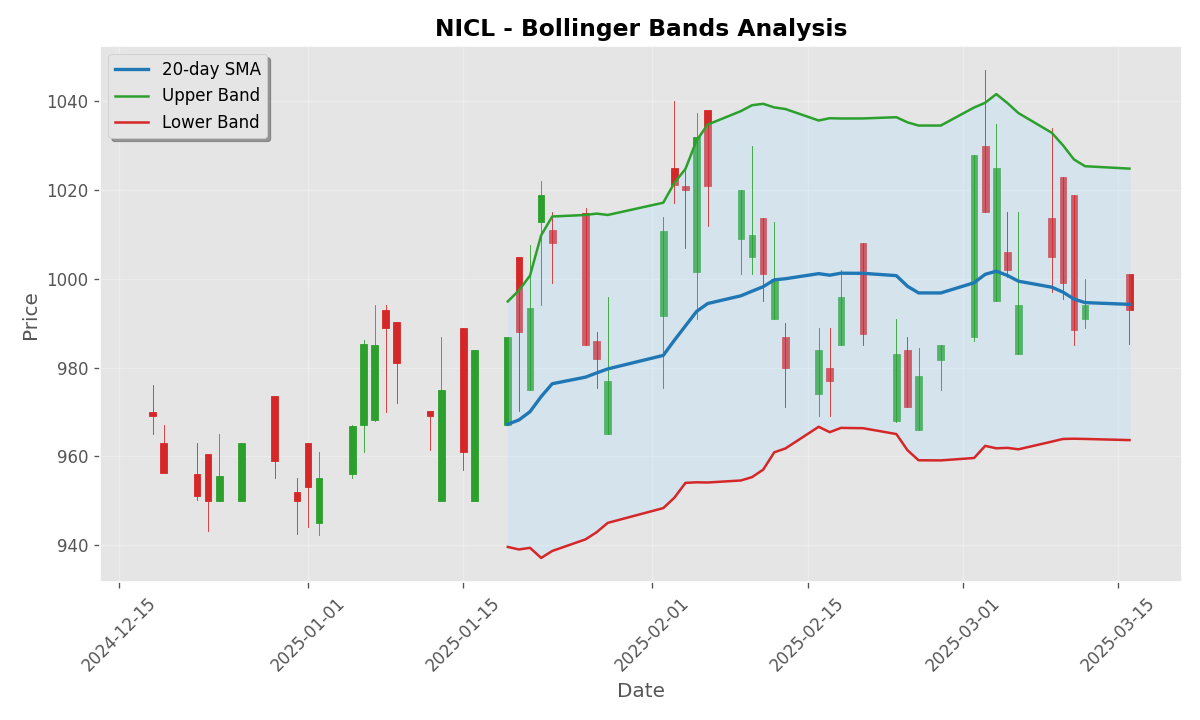 NICL - Bollinger Bands Analysis
20-day SMA
Upper Band
Lower Band
1040
1020
1000
980
960
940
Price
2024-12-15
2025-01-01
2025-01-15
2025-02-01
2025-02-15
2025-03-01
2025-03-15
Date